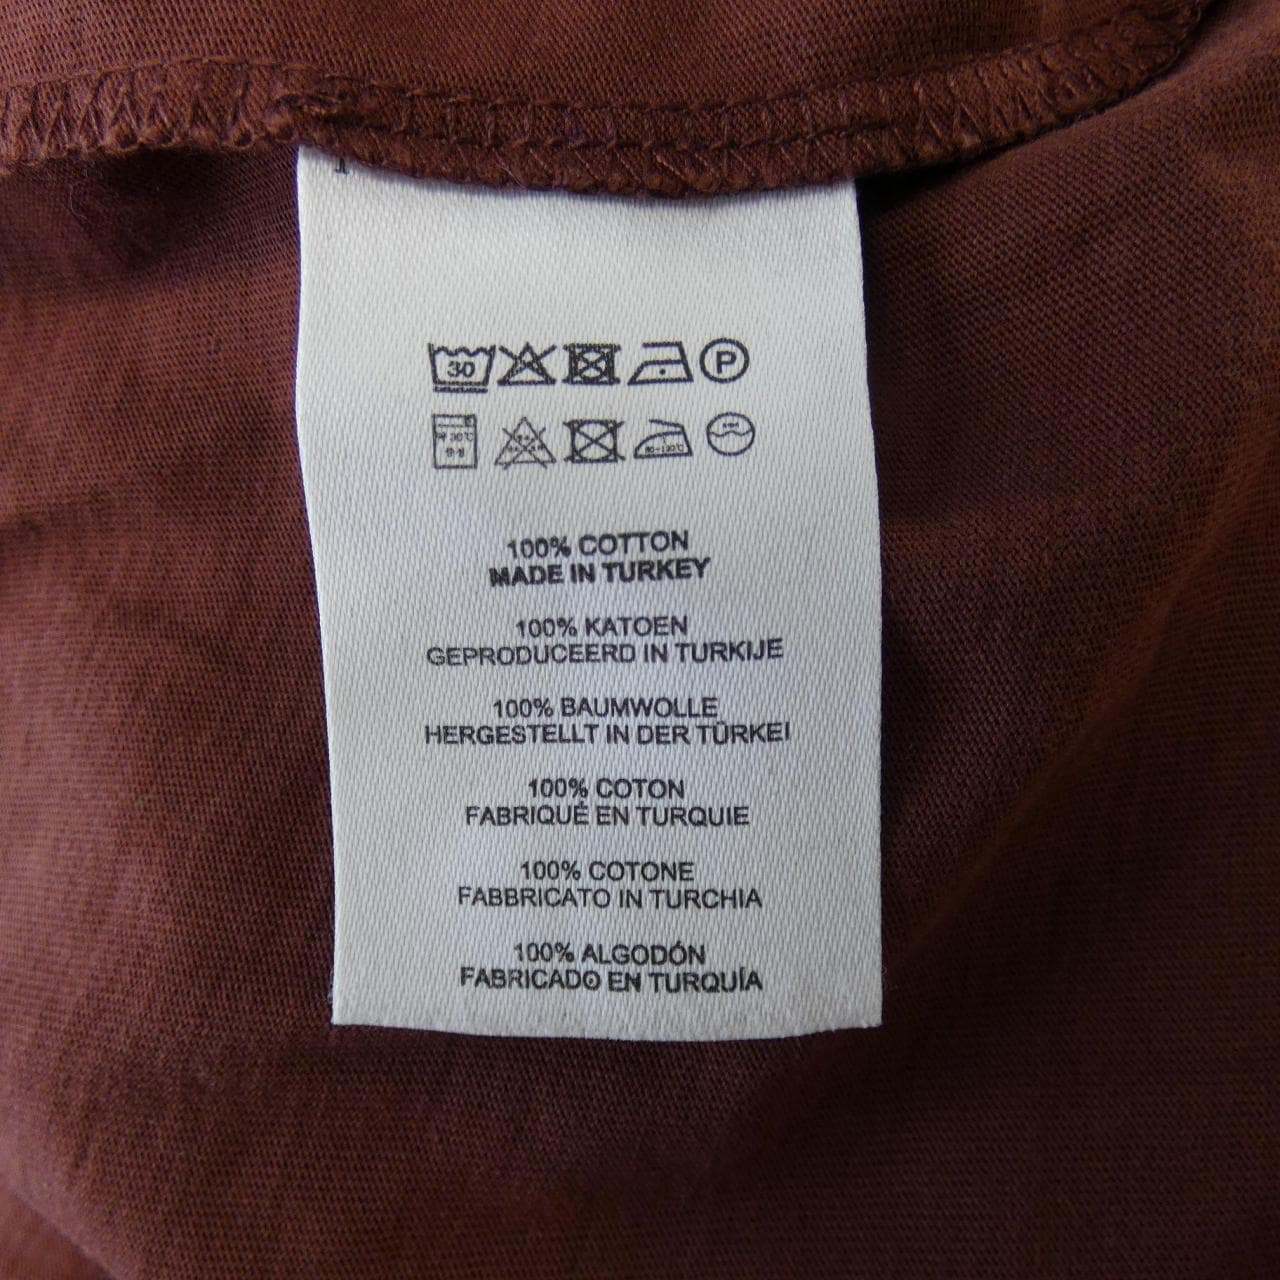 30 P
100% COTTON
MADE IN TURKEY
100% KATOEN
GEPRODUCEERD IN TURKIJE
100% BAUMWOLLE
HERGESTELLT IN DER TÜRKEI
100% COTON
FABRIQUÉ EN TURQUIE
100% COTONE
FABBRICATO IN TURCHIA
100% ALGODÓN
FABRICADO EN TURQUÍA